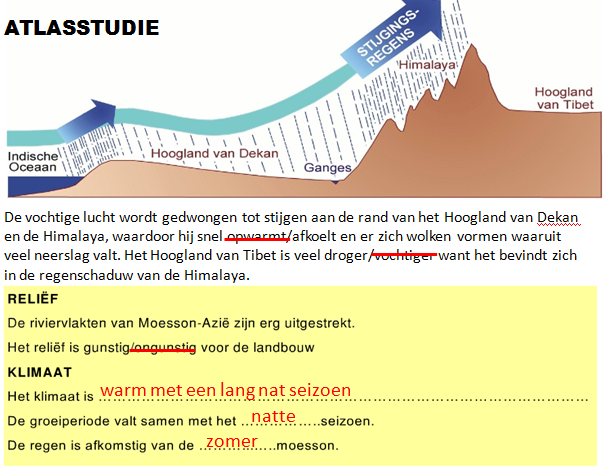 ATLASSTUDIE
STIJGINGS-
REGENS
Himalaya
Hoogland
van Tibet
Indische
Oceaan
Hoogland van Dekan
Ganges
De vochtige lucht wordt gedwongen tot stijgen aan de rand van het Hoogland van Dekan
en de Himalaya, waardoor hij snel opwarmt/afkoelt en er zich wolken vormen waaruit
veel neerslag valt. Het Hoogland van Tibet is veel droger/vochtiger want het bevindt zich
in de regenschaduw van de Himalaya.
RELIËF
De riviervlakten van Moesson-Azië zijn erg uitgestrekt.
Het reliëf is gunstig/ongunstig voor de landbouw
KLIMAAT
Het klimaat is warm met een lang nat seizoen
De groeiperiode valt samen met het natte seizoen.
De regen is afkomstig van de zomer moesson.